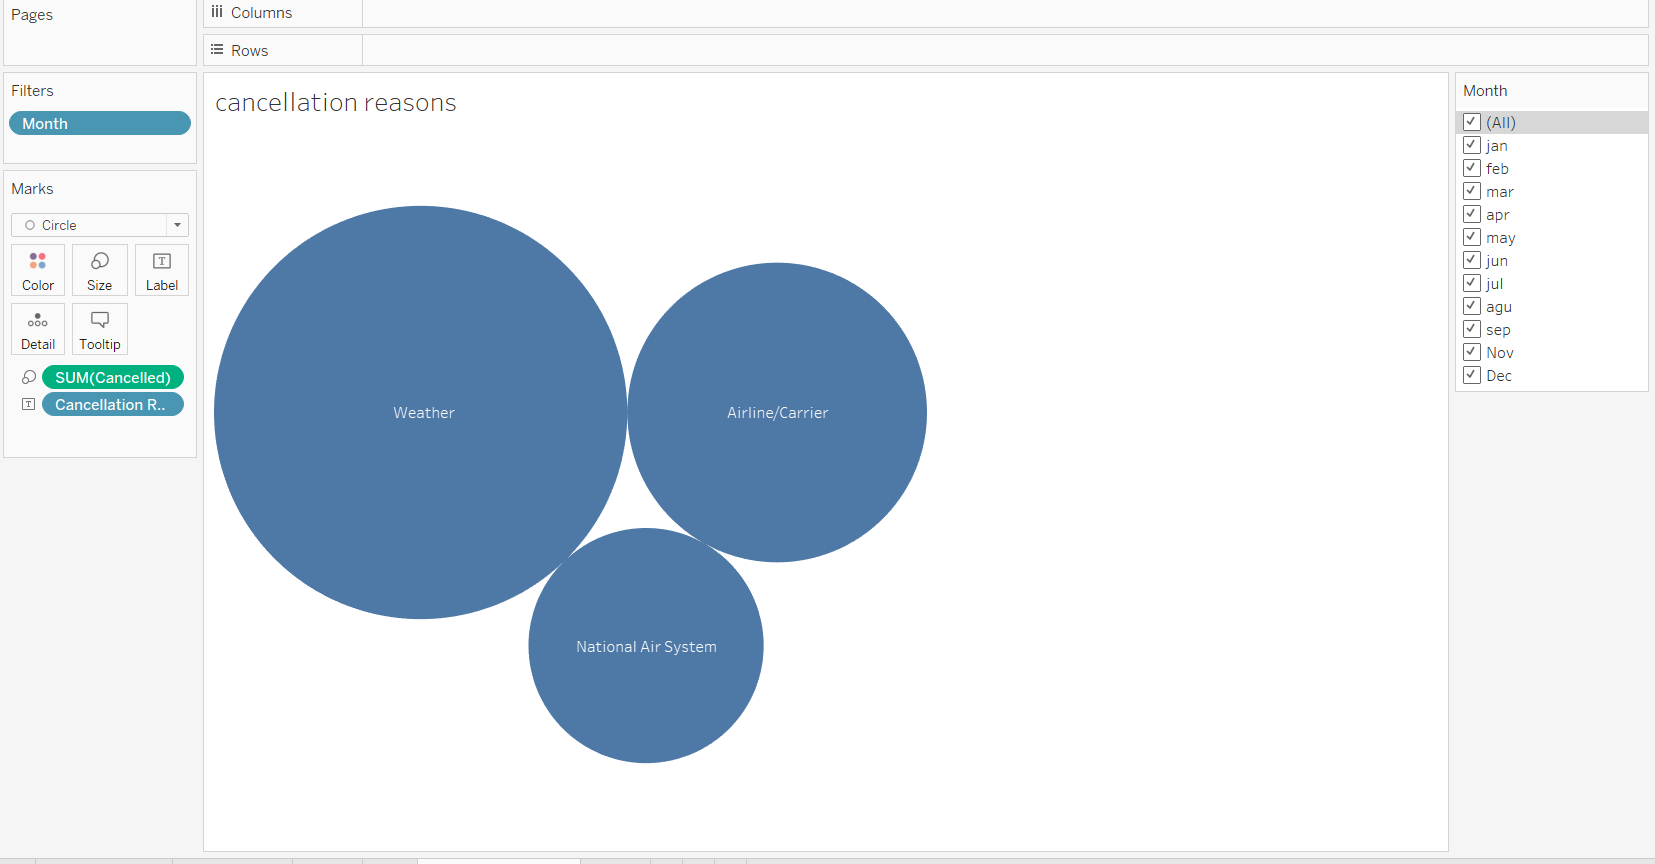 Pages
Columns
Rows
Filters
Month
Marks
Circle
Color
Size
T
Label
Detail
Tooltip
SUM(Cancelled)
T
Cancellation R..
cancellation reasons
Weather
Airline/Carrier
National Air System
Month
(All)
jan
feb
mar
apr
may
jun
jul
agu
sep
Nov
Dec